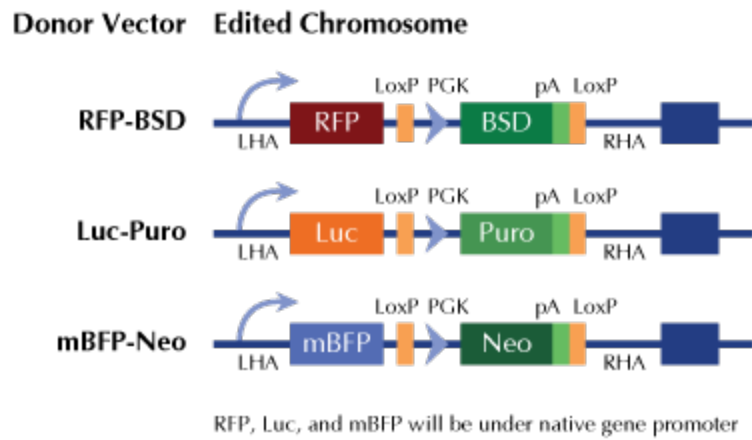 Donor Vector Edited Chromosome
LoxP PGK pA LoxP
RFP-BSD RFP BSD
LHA RHA
LoxP PGK pA LoxP
Luc-Puro Luc Puro
LHA RHA
LoxP PGK pA LoxP
mBFP-Neo mBFP Neo
LHA RHA
RFP, Luc, and mBFP will be under native gene promoter